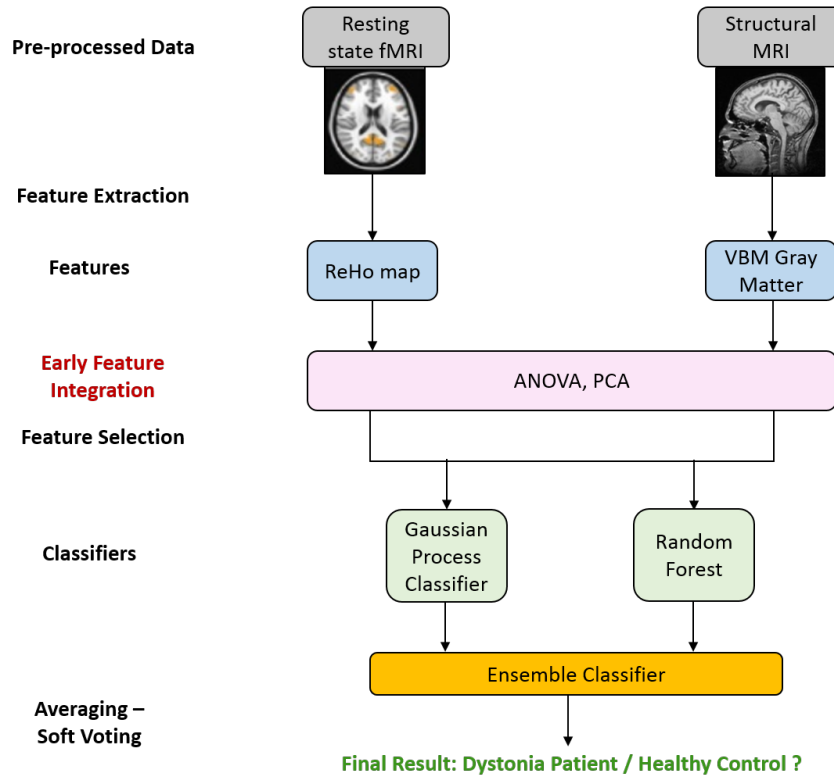 Pre-processed Data
Resting
state fMRI
Structural
MRI
Feature Extraction
Features
ReHo map
VBM Gray
Matter
Early Feature
Integration
ANOVA, PCA
Feature Selection
Classifiers
Gaussian
Process
Classifier
Random
Forest
Ensemble Classifier
Averaging –
Soft Voting
Final Result: Dystonia Patient / Healthy Control ?